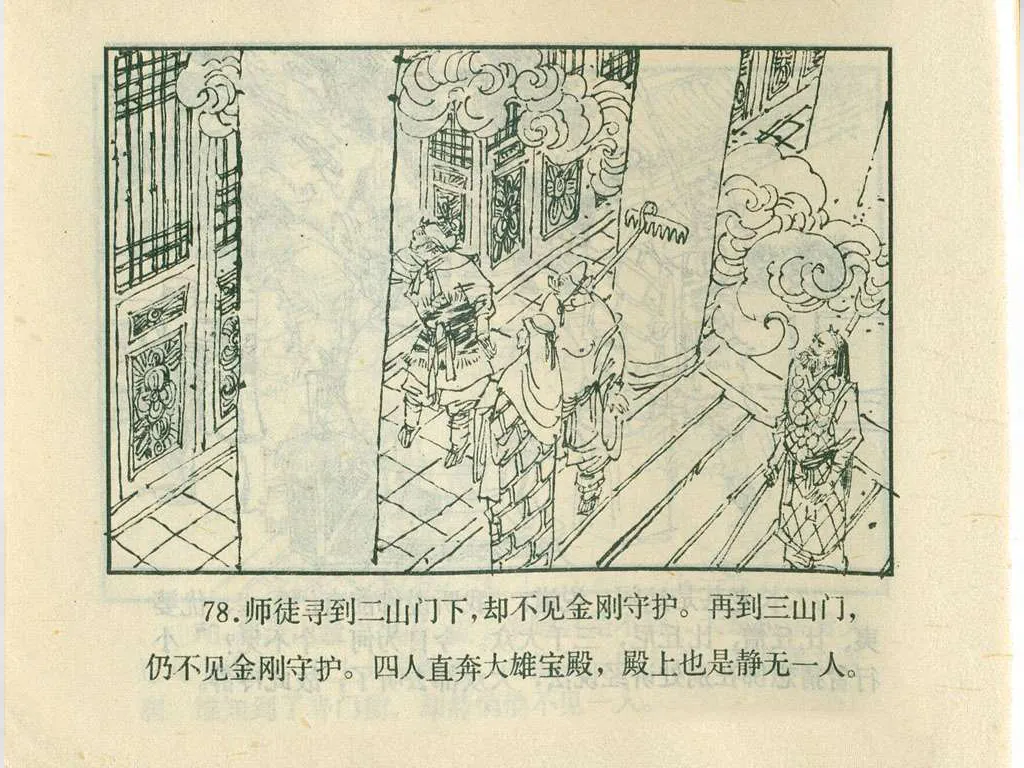 78.师徒寻到二山门下,却不见金刚守护。再到三山门,
仍不见金刚守护。四人直奔大雄宝殿，殿上也是静无一人。